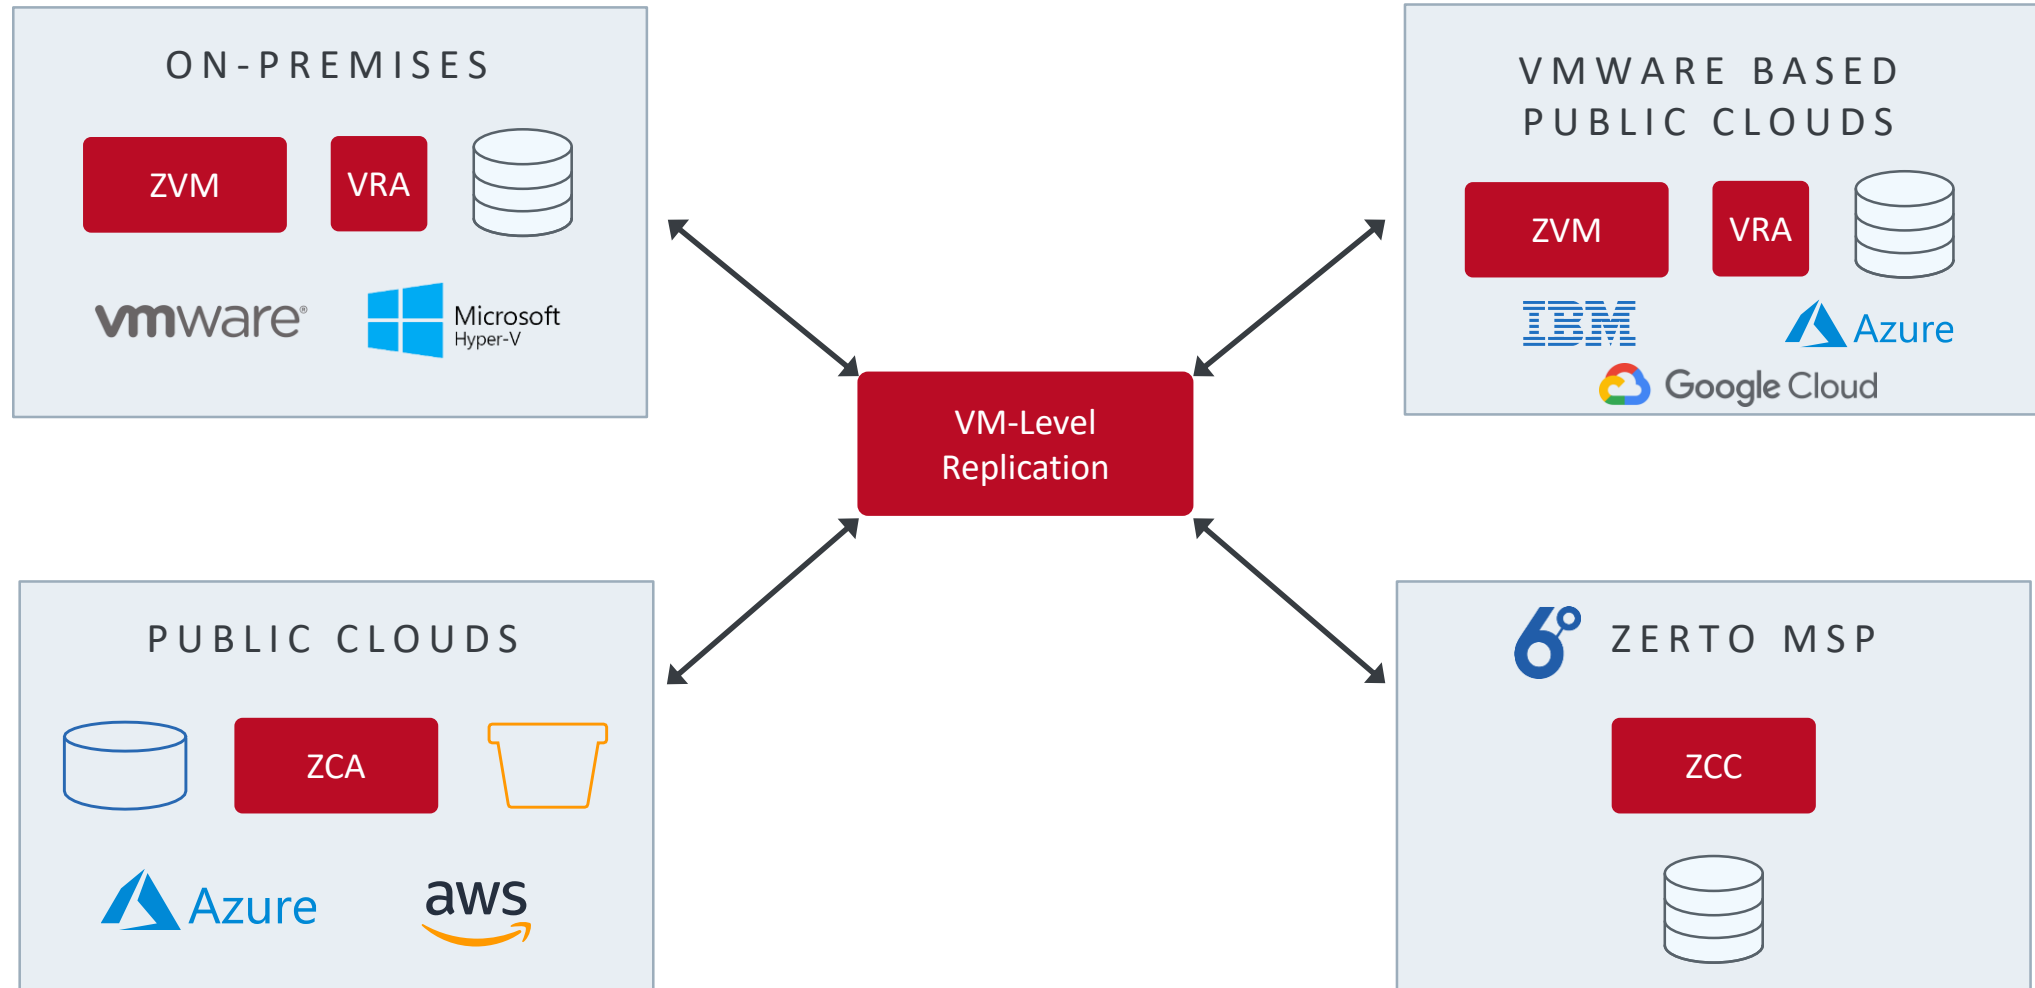 ON-PREMISES
ZVM
VRA
vmware®
Microsoft
Hyper-V
VMWARE BASED
PUBLIC CLOUDS
ZVM
VRA
IBM
Azure
Google Cloud
VM-Level
Replication
PUBLIC CLOUDS
ZCA
Azure
aws
ZERTO MSP
ZCC